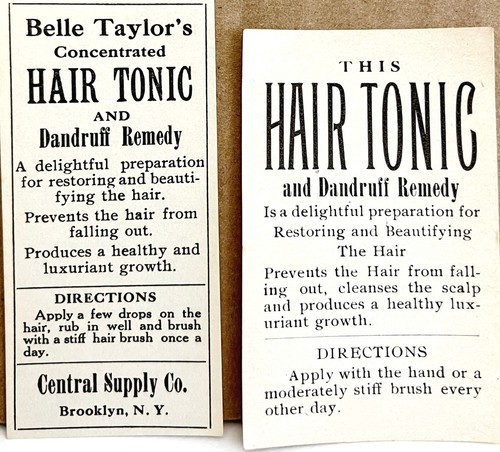 Belle Taylor's
Concentrated
HAIR TONIC
AND
Dandruff Remedy
A delightful preparation
for restoring and beauti-
fying the hair.
Prevents the hair from
falling out.
Produces a healthy and
luxuriant growth.
DIRECTIONS
Apply a few drops on the
hair, rub in well and brush
with a stiff hair brush once a
day.
Central Supply Co.
Brooklyn, N. Y.
THIS
HAIR TONIC
and Dandruff Remedy
Is a delightful preparation for
Restoring and Beautifying
The Hair
Prevents the Hair from fall-
ing out, cleanses the scalp
and produces a healthy lux-
uriant growth.
DIRECTIONS
Apply with the hand or a
moderately stiff brush every
other day.